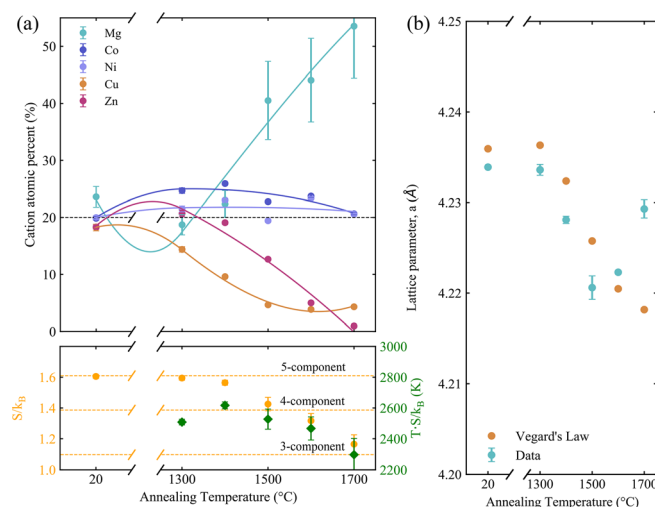 (a)
Mg
Co
Ni
Cu
Zn
50
40
30
20
10
0
Cation atomic percent (%)
5-component
4-component
3-component
1.6
1.4
1.2
1.0
S/k_B
3000
2800
2600
2400
2200
T·S/k_B (K)
20
1300
1500
1700
Annealing Temperature (°C)
(b)
4.25
4.24
4.23
4.22
4.21
4.20
Lattice parameter, a (Å)
Vegard's Law
Data
20
1300
1500
1700
Annealing Temperature (°C)